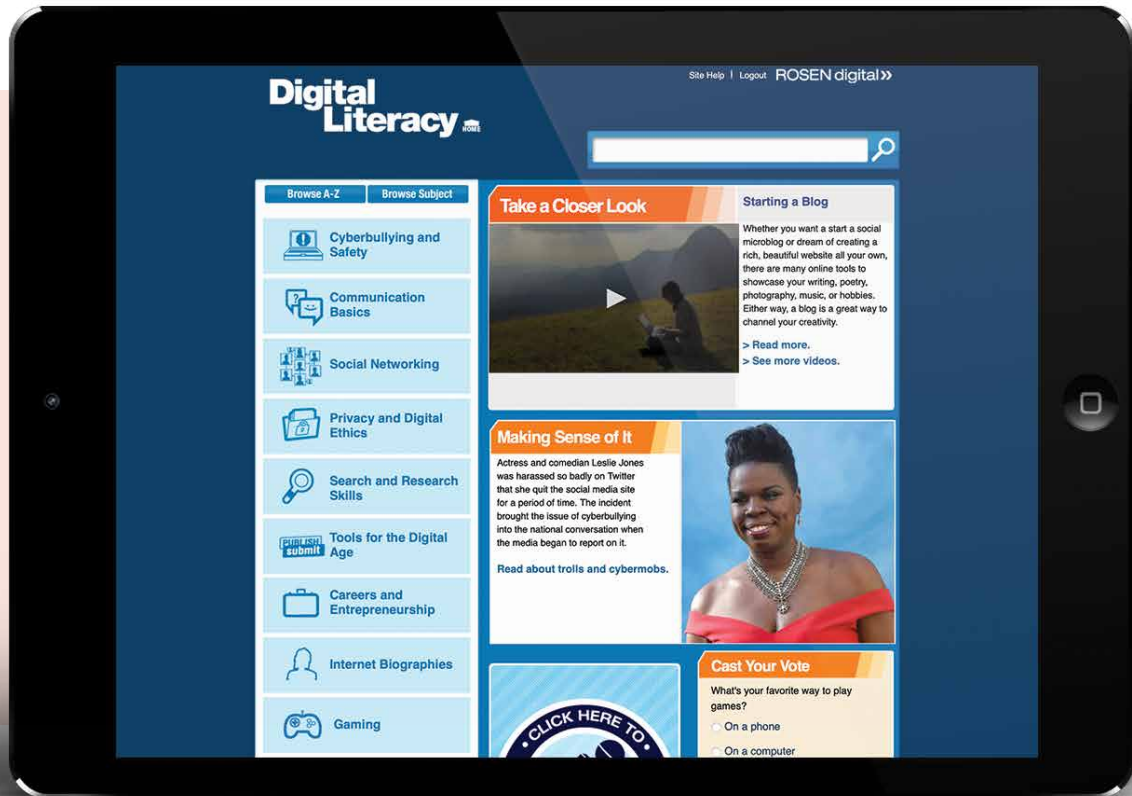 Site Help | Logout ROSEN digital»
Digital
Literacy
HOME
Browse A-Z Browse Subject
Cyberbullying and
Safety
Communication
Basics
Social Networking
Privacy and Digital
Ethics
Search and Research
Skills
PUBLISH
submit
Tools for the Digital
Age
Careers and
Entrepreneurship
Internet Biographies
Gaming
Take a Closer Look
Starting a Blog
Whether you want a start a social
microblog or dream of creating a
rich, beautiful website all your own,
there are many online tools to
showcase your writing, poetry,
photography, music, or hobbies.
Either way, a blog is a great way to
channel your creativity.
> Read more.
> See more videos.
Making Sense of It
Actress and comedian Leslie Jones
was harassed so badly on Twitter
that she quit the social media site
for a period of time. The incident
brought the issue of cyberbullying
into the national conversation when
the media began to report on it.
Read about trolls and cybermobs.
CLICK HERE TO
Cast Your Vote
What's your favorite way to play
games?
On a phone
On a computer